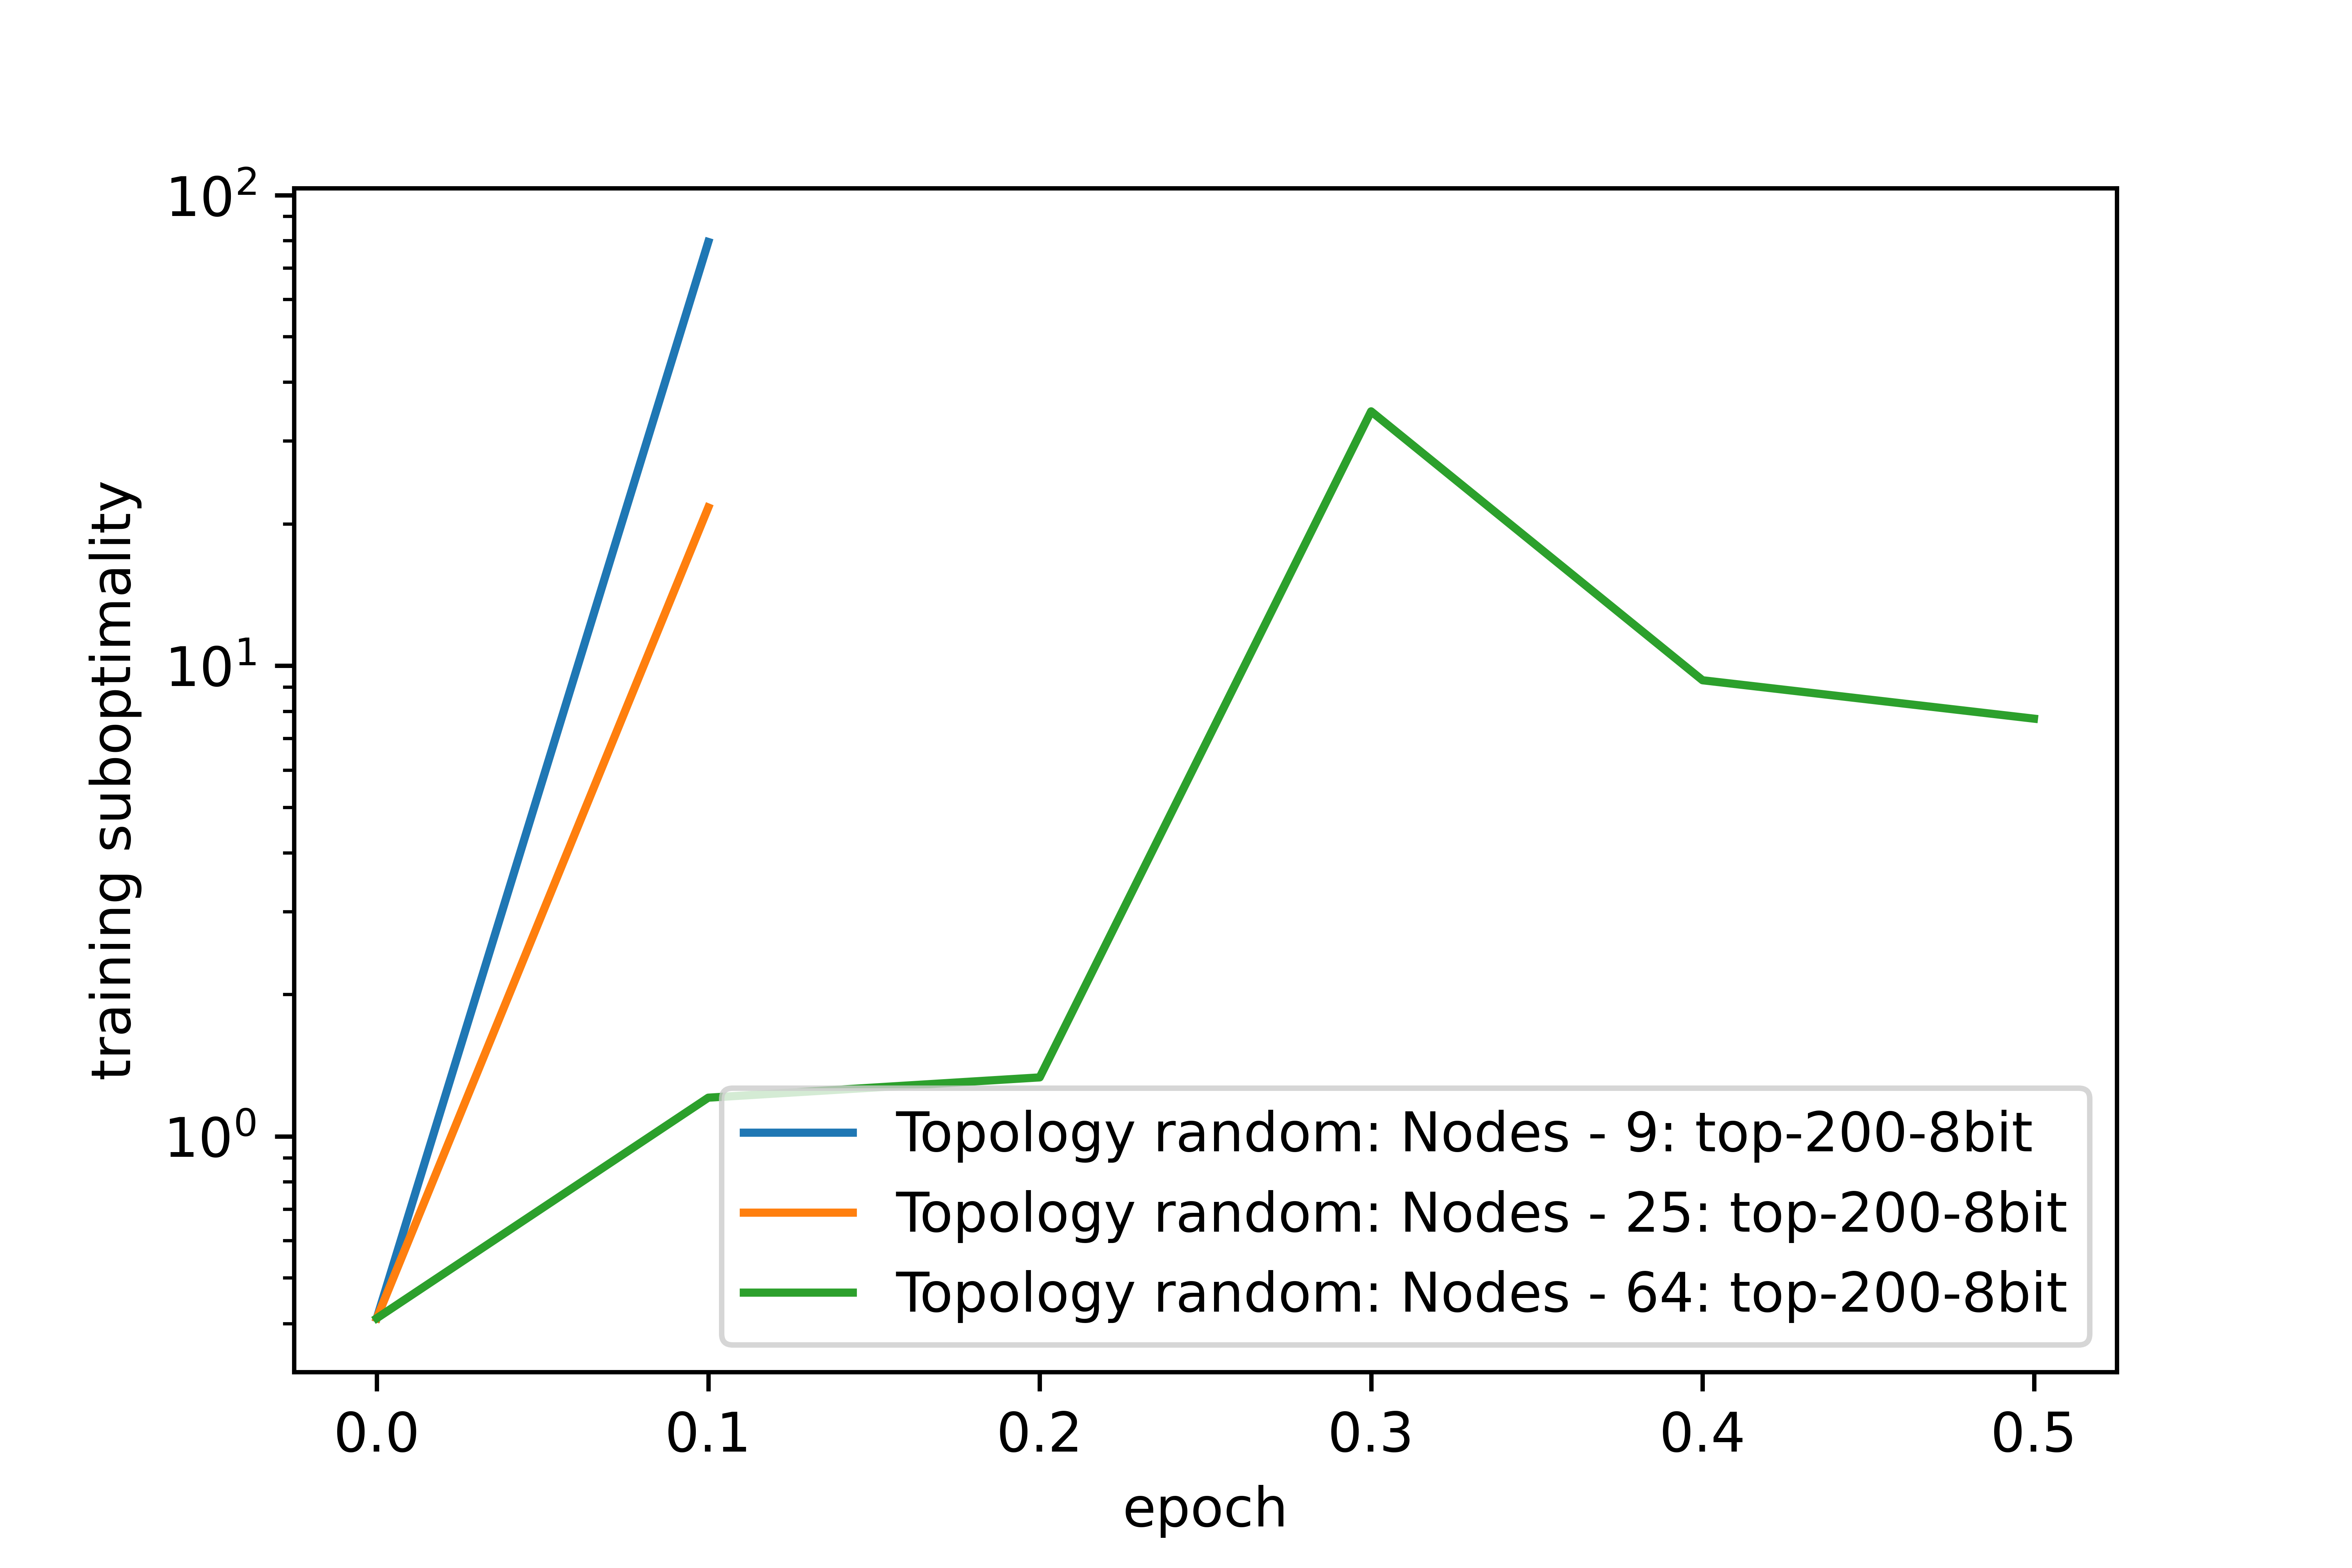 10²
10¹
10⁰
training suboptimality
Topology random: Nodes - 9: top-200-8bit
Topology random: Nodes - 25: top-200-8bit
Topology random: Nodes - 64: top-200-8bit
0.0 0.1 0.2 0.3 0.4 0.5
epoch